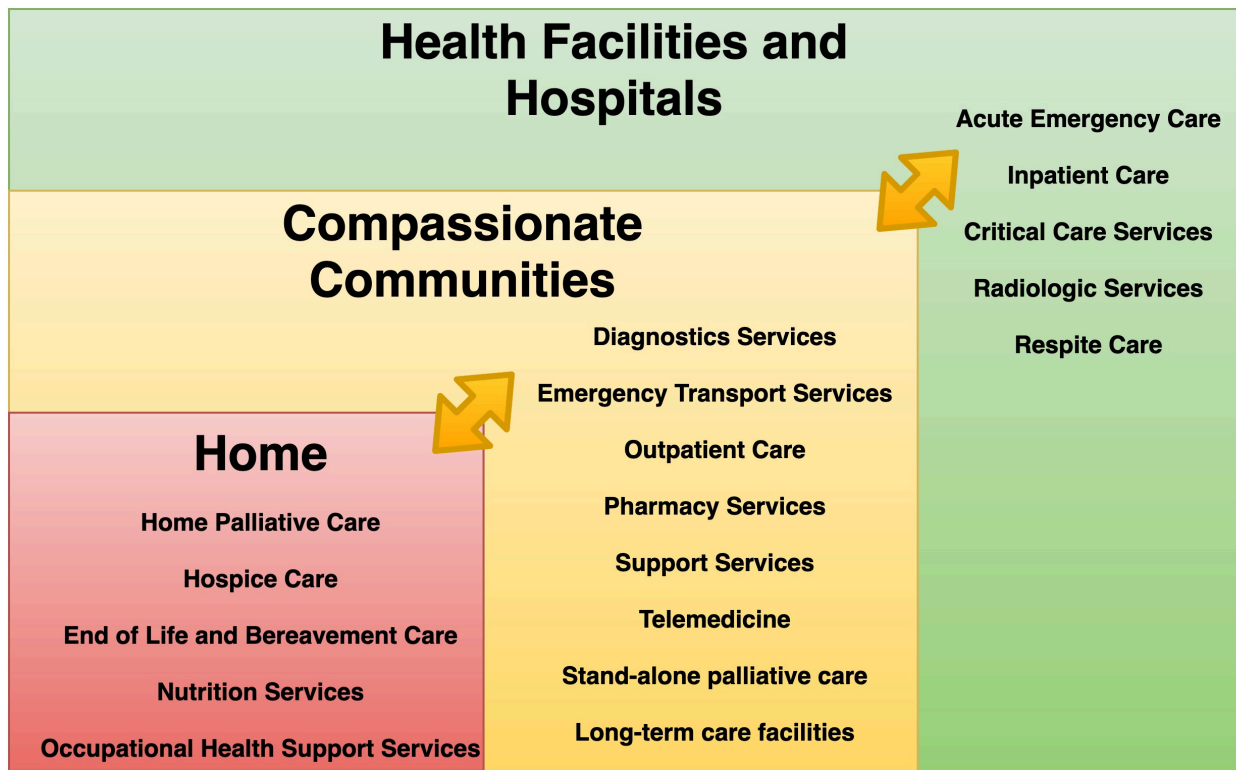 Health Facilities and
Hospitals
Acute Emergency Care
Inpatient Care
Critical Care Services
Radiologic Services
Respite Care
Compassionate
Communities
Diagnostics Services
Emergency Transport Services
Outpatient Care
Pharmacy Services
Support Services
Telemedicine
Stand-alone palliative care
Long-term care facilities
Home
Home Palliative Care
Hospice Care
End of Life and Bereavement Care
Nutrition Services
Occupational Health Support Services